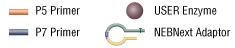 P5 Primer
USER Enzyme
P7 Primer
NEBNext Adaptor